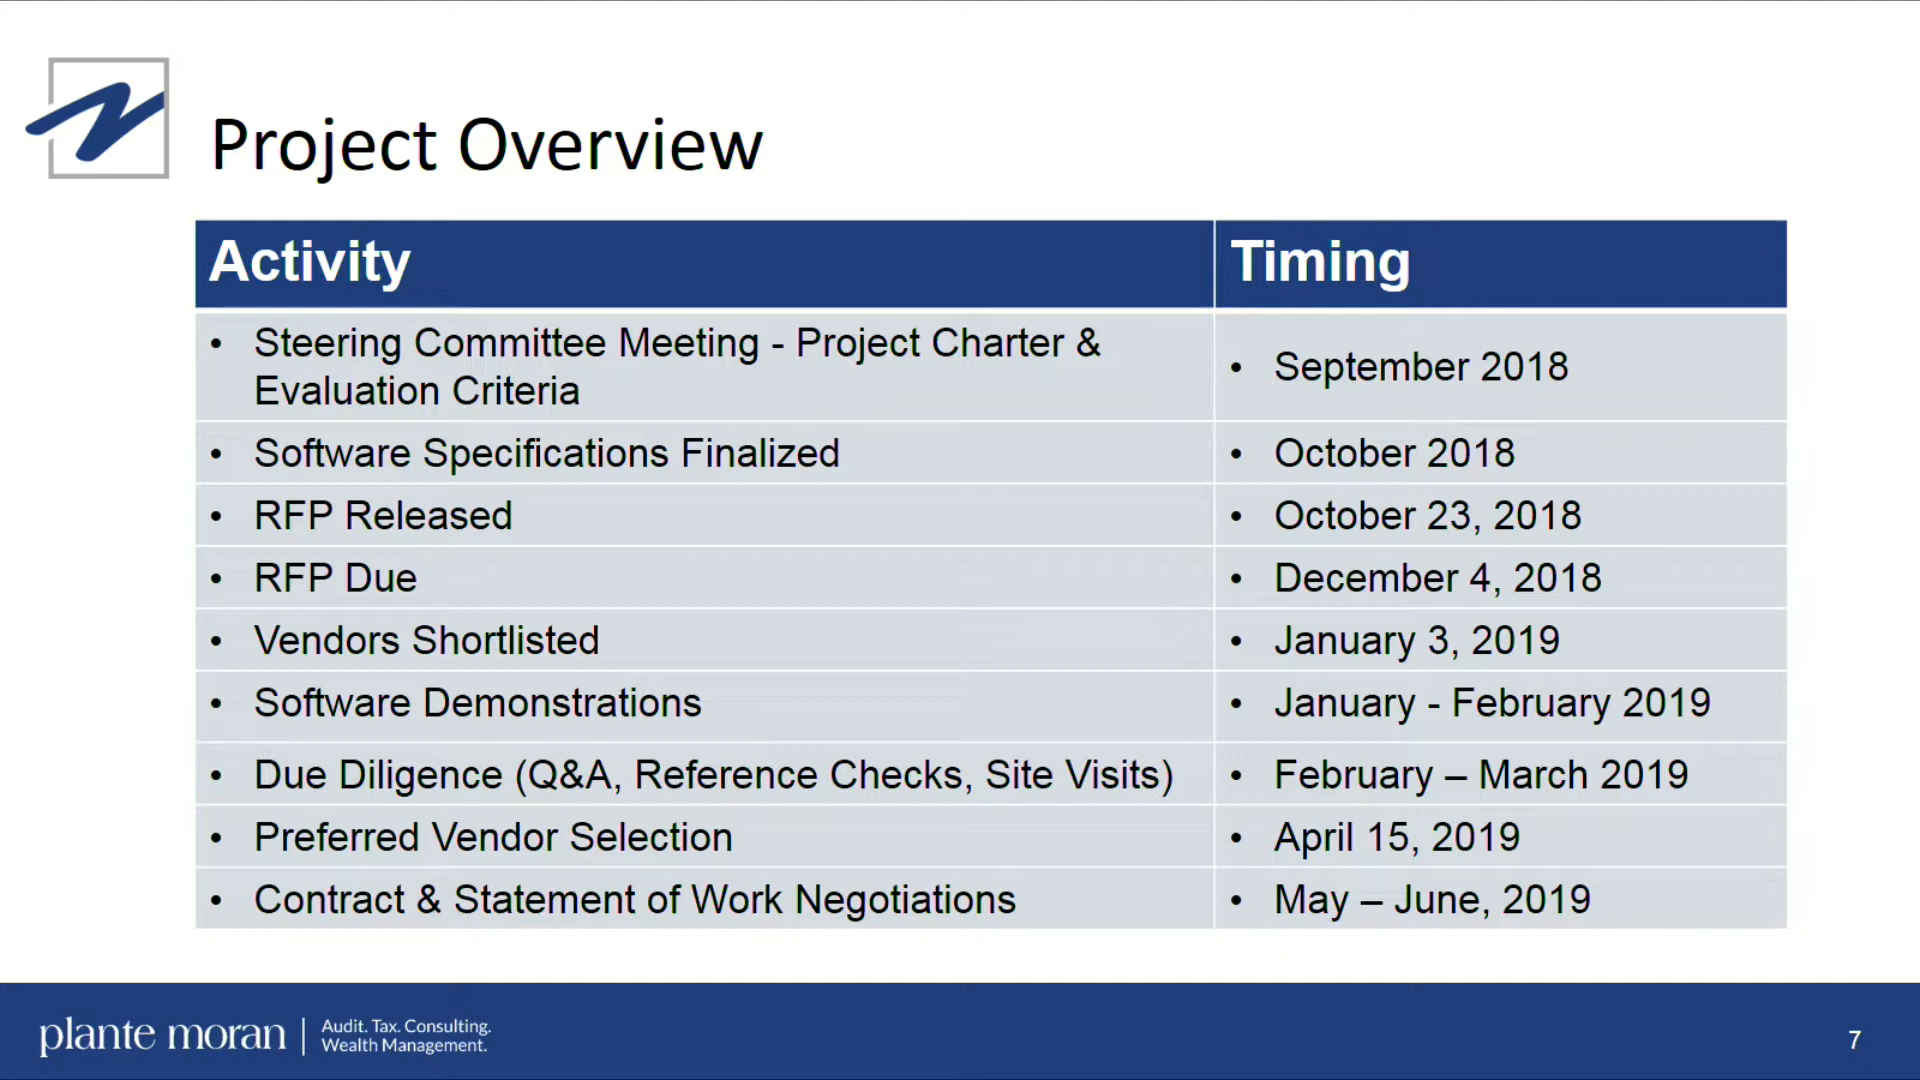 Project Overview
Activity
Timing
• Steering Committee Meeting - Project Charter &
Evaluation Criteria
• September 2018
• Software Specifications Finalized
• October 2018
• RFP Released
• October 23, 2018
• RFP Due
• December 4, 2018
• Vendors Shortlisted
• January 3, 2019
• Software Demonstrations
• January - February 2019
• Due Diligence (Q&A, Reference Checks, Site Visits)
• February – March 2019
• Preferred Vendor Selection
• April 15, 2019
• Contract & Statement of Work Negotiations
• May – June, 2019
plante moran
Audit. Tax. Consulting.
Wealth Management.
7